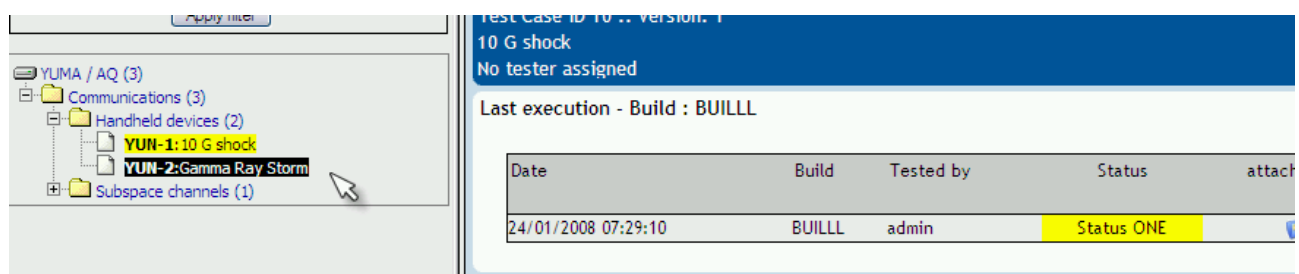 Apply filter
YUMA / AQ (3)
Communications (3)
Handheld devices (2)
YUN-1:10 G shock
YUN-2:Gamma Ray Storm
Subspace channels (1)
Test Case ID 10 .. Version. 1
10 G shock
No tester assigned
Last execution - Build : BUILLL
Date Build Tested by Status attach
24/01/2008 07:29:10 BUILLL admin Status ONE